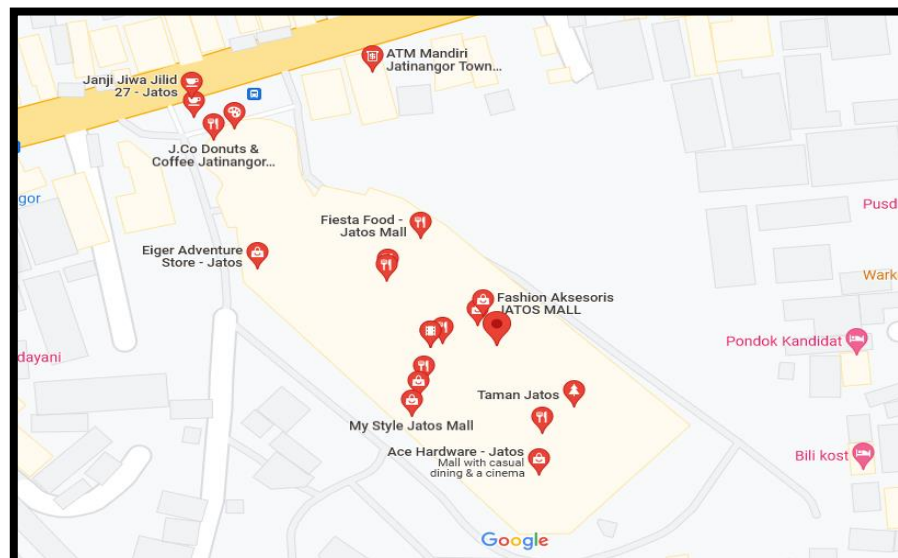 ATM Mandiri
Jatinangor Town...
Janji Jiwa Jilid
27 - Jatos
J.Co Donuts &
Coffee Jatinangor...
gor
Pusd
Fiesta Food -
Jatos Mall
Eiger Adventure
Store - Jatos
Wark
Fashion Aksesoris
JATOS MALL
Pondok Kandidat
dayani
Taman Jatos
My Style Jatos Mall
Ace Hardware - Jatos
Mall with casual
dining & a cinema
Bili kost
Google